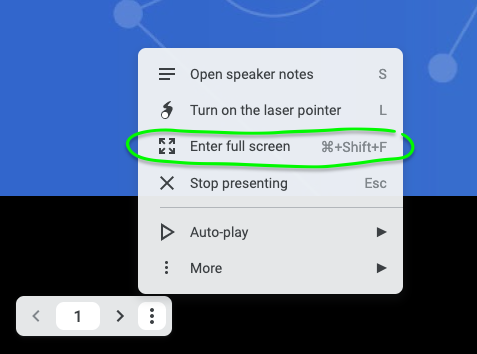 Open speaker notes S
Turn on the laser pointer L
Enter full screen ⌘+Shift+F
Stop presenting Esc
Auto-play
More
1